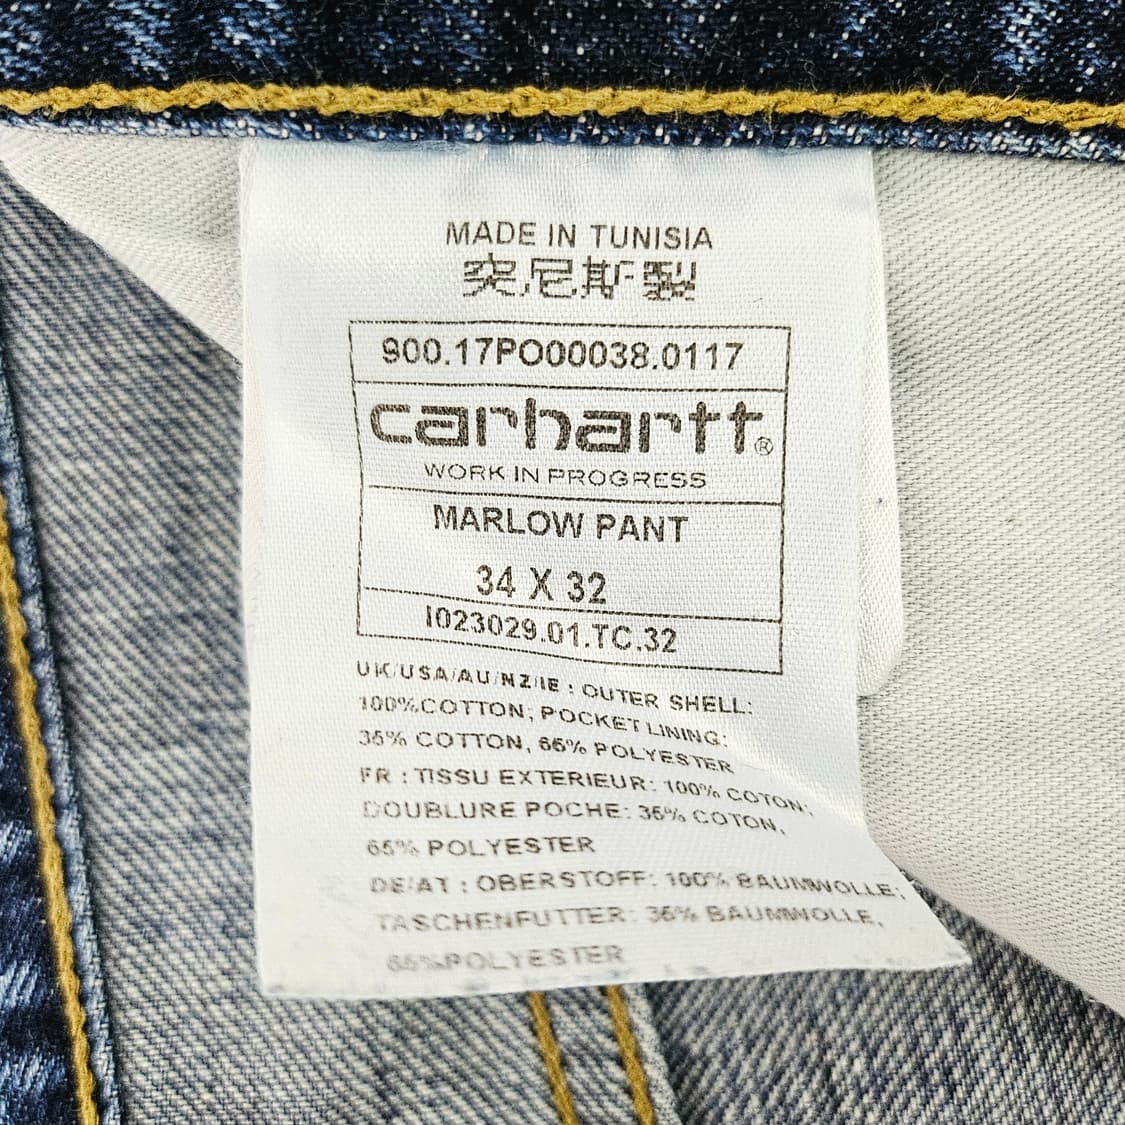 MADE IN TUNISIA
突尼斯製
900.17PO00038.0117
carhartt®
WORK IN PROGRESS
MARLOW PANT
34 X 32
I023029.01.TC.32
UK/USA/AU/NZ/IE : OUTER SHELL:
100%COTTON; POCKET LINING:
35% COTTON, 65% POLYESTER
FR : TISSU EXTERIEUR: 100% COTON;
DOUBLURE POCHE: 35% COTON,
65% POLYESTER
DE/AT : OBERSTOFF: 100% BAUMWOLLE;
TASCHENFUTTER: 35% BAUMWOLLE,
65%POLYESTER